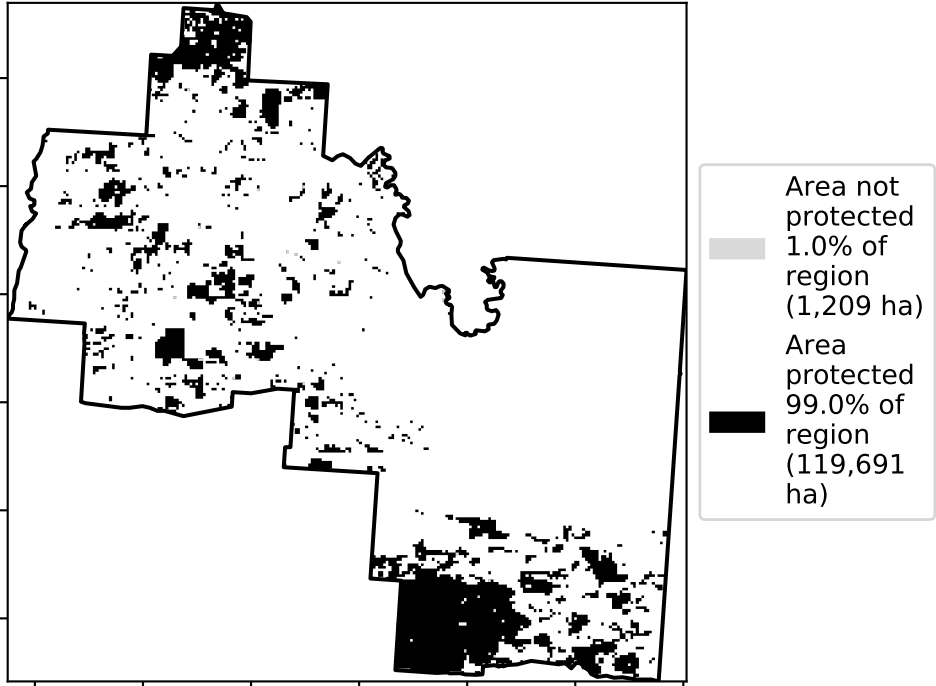 Area not
protected
1.0% of
region
(1,209 ha)
Area
protected
99.0% of
region
(119,691
ha)